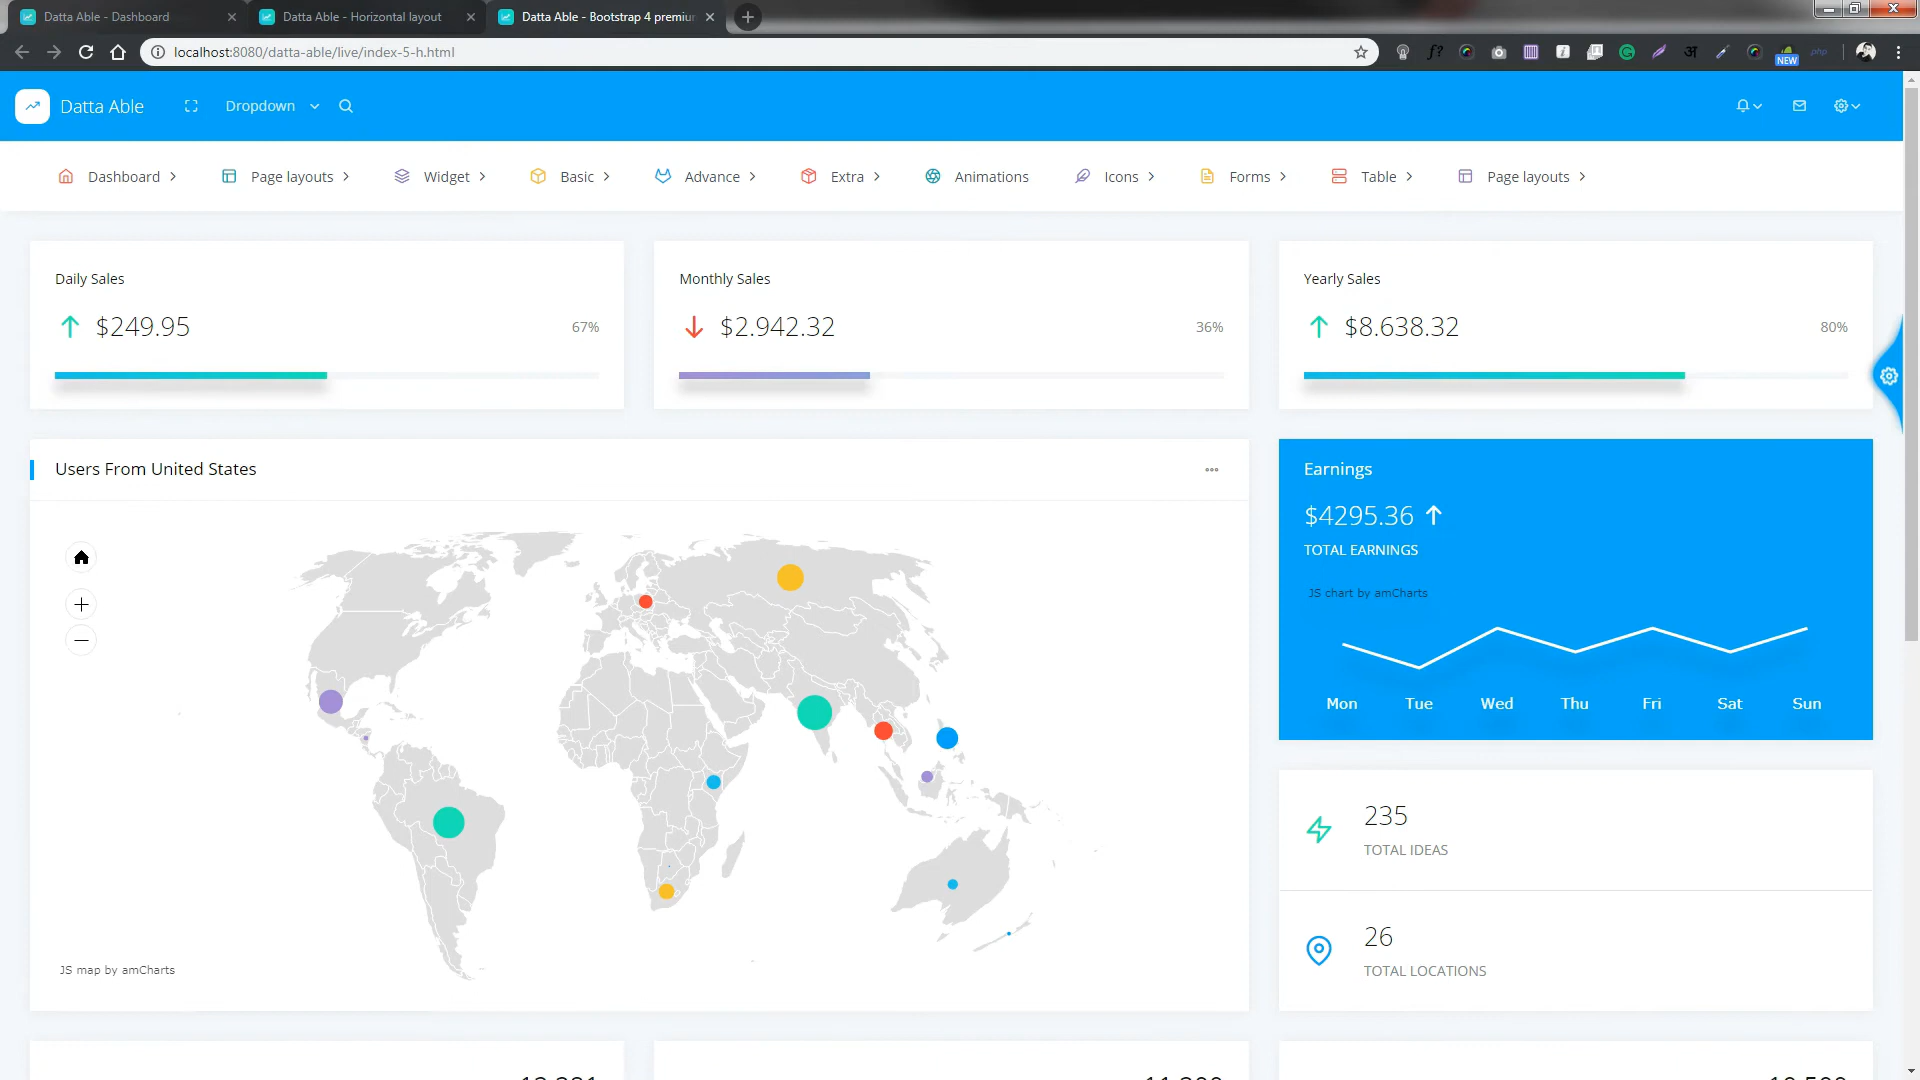 Datta Able - Dashboard
Datta Able - Horizontal layout
Datta Able - Bootstrap 4 premium
localhost:8080/datta-able/live/index-5-h.html
NEW
php
Datta Able
Dropdown
Dashboard
Page layouts
Widget
Basic
Advance
Extra
Animations
Icons
Forms
Table
Page layouts
Daily Sales
$249.95
67%
Monthly Sales
$2.942.32
36%
Yearly Sales
$8.638.32
80%
Users From United States
JS map by amCharts
Earnings
$4295.36
TOTAL EARNINGS
JS chart by amCharts
Mon Tue Wed Thu Fri Sat Sun
235
TOTAL IDEAS
26
TOTAL LOCATIONS